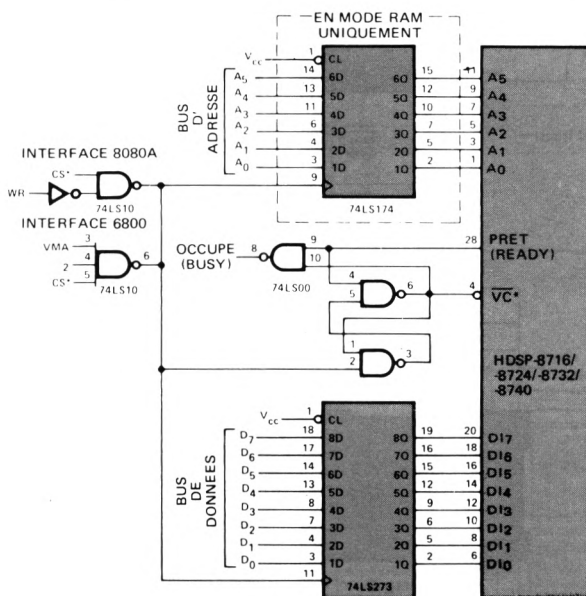 EN MODE RAM
UNIQUEMENT
Vcc 1 CL
BUS D'ADRESSE
A5 14 6D 6Q 15 11 A5
A4 13 5D 5Q 12 9 A4
A3 11 4D 4Q 10 7 A3
A2 6 3D 3Q 7 5 A2
A1 4 2D 2Q 5 3 A1
A0 3 1D 1Q 2 1 A0
9
74LS174
INTERFACE 8080A
CS*
WR
74LS10
INTERFACE 6800
VMA 3
2 4
CS* 5
6
74LS10
OCCUPE
(BUSY)
8
9
10
74LS00
28 PRET
(READY)
4
5
6
4 VC*
1
2
3
HDSP-8716/
-8724/-8732/
-8740
Vcc 1 CL
BUS DE DONNEES
D7 18 8D 8Q 19 20 DI7
D6 17 7D 7Q 16 18 DI6
D5 14 6D 6Q 15 16 DI5
D4 13 5D 5Q 12 14 DI4
D3 8 4D 4Q 9 12 DI3
D2 7 3D 3Q 6 10 DI2
D1 4 2D 2Q 5 8 DI1
D0 3 1D 1Q 2 6 DI0
11
74LS273